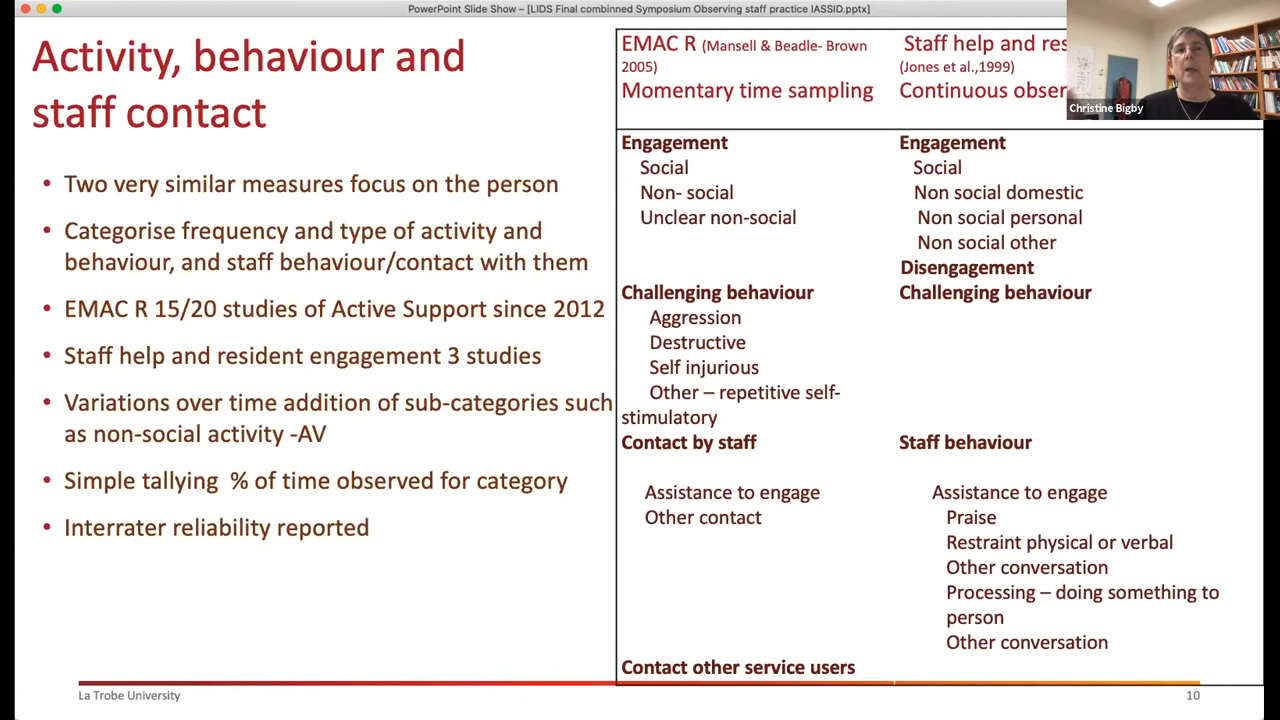 PowerPoint Slide Show – [LIDS Final combinned Symposium Observing staff practice IASSID.pptx]
Activity, behaviour and
staff contact
• Two very similar measures focus on the person
• Categorise frequency and type of activity and
behaviour, and staff behaviour/contact with them
• EMAC R 15/20 studies of Active Support since 2012
• Staff help and resident engagement 3 studies
• Variations over time addition of sub-categories such
as non-social activity -AV
• Simple tallying % of time observed for category
• Interrater reliability reported
EMAC R (Mansell & Beadle- Brown
2005)
Momentary time sampling
Engagement
Social
Non- social
Unclear non-social
Challenging behaviour
Aggression
Destructive
Self injurious
Other – repetitive self-
stimulatory
Contact by staff
Assistance to engage
Other contact
Contact other service users
Staff help and res
(Jones et al.,1999)
Continuous obser
Engagement
Social
Non social domestic
Non social personal
Non social other
Disengagement
Challenging behaviour
Staff behaviour
Assistance to engage
Praise
Restraint physical or verbal
Other conversation
Processing – doing something to
person
Other conversation
Christine Bigby
La Trobe University
10